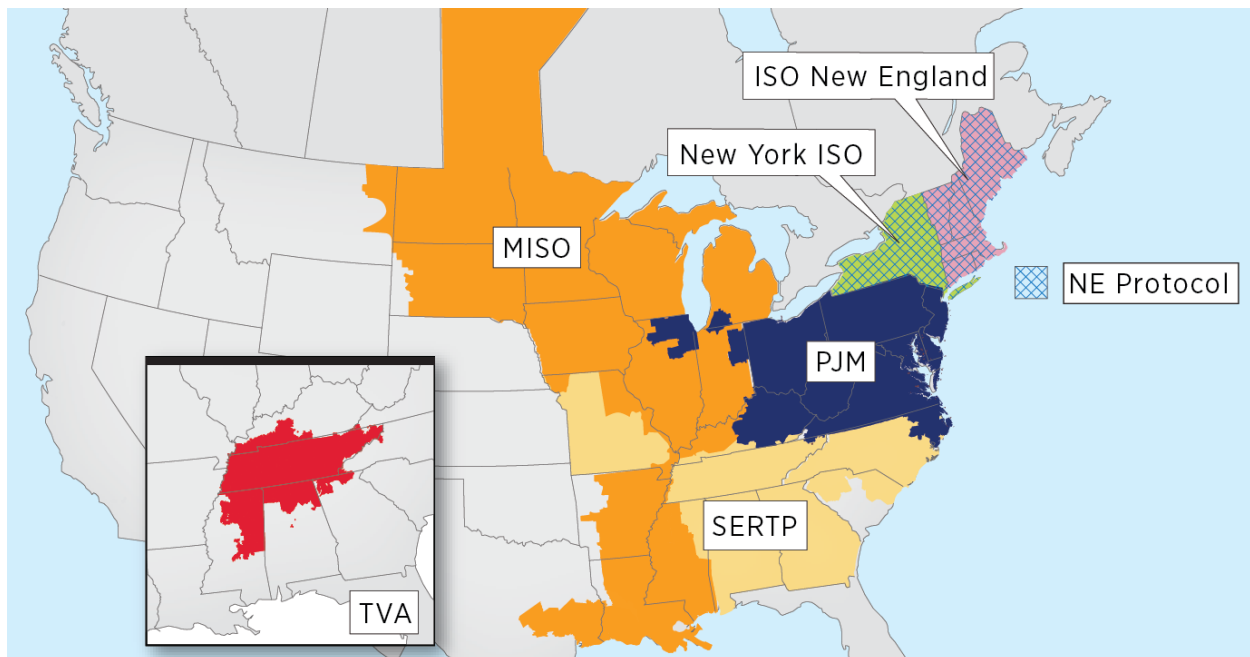 ISO New England
New York ISO
MISO
NE Protocol
PJM
SERTP
TVA